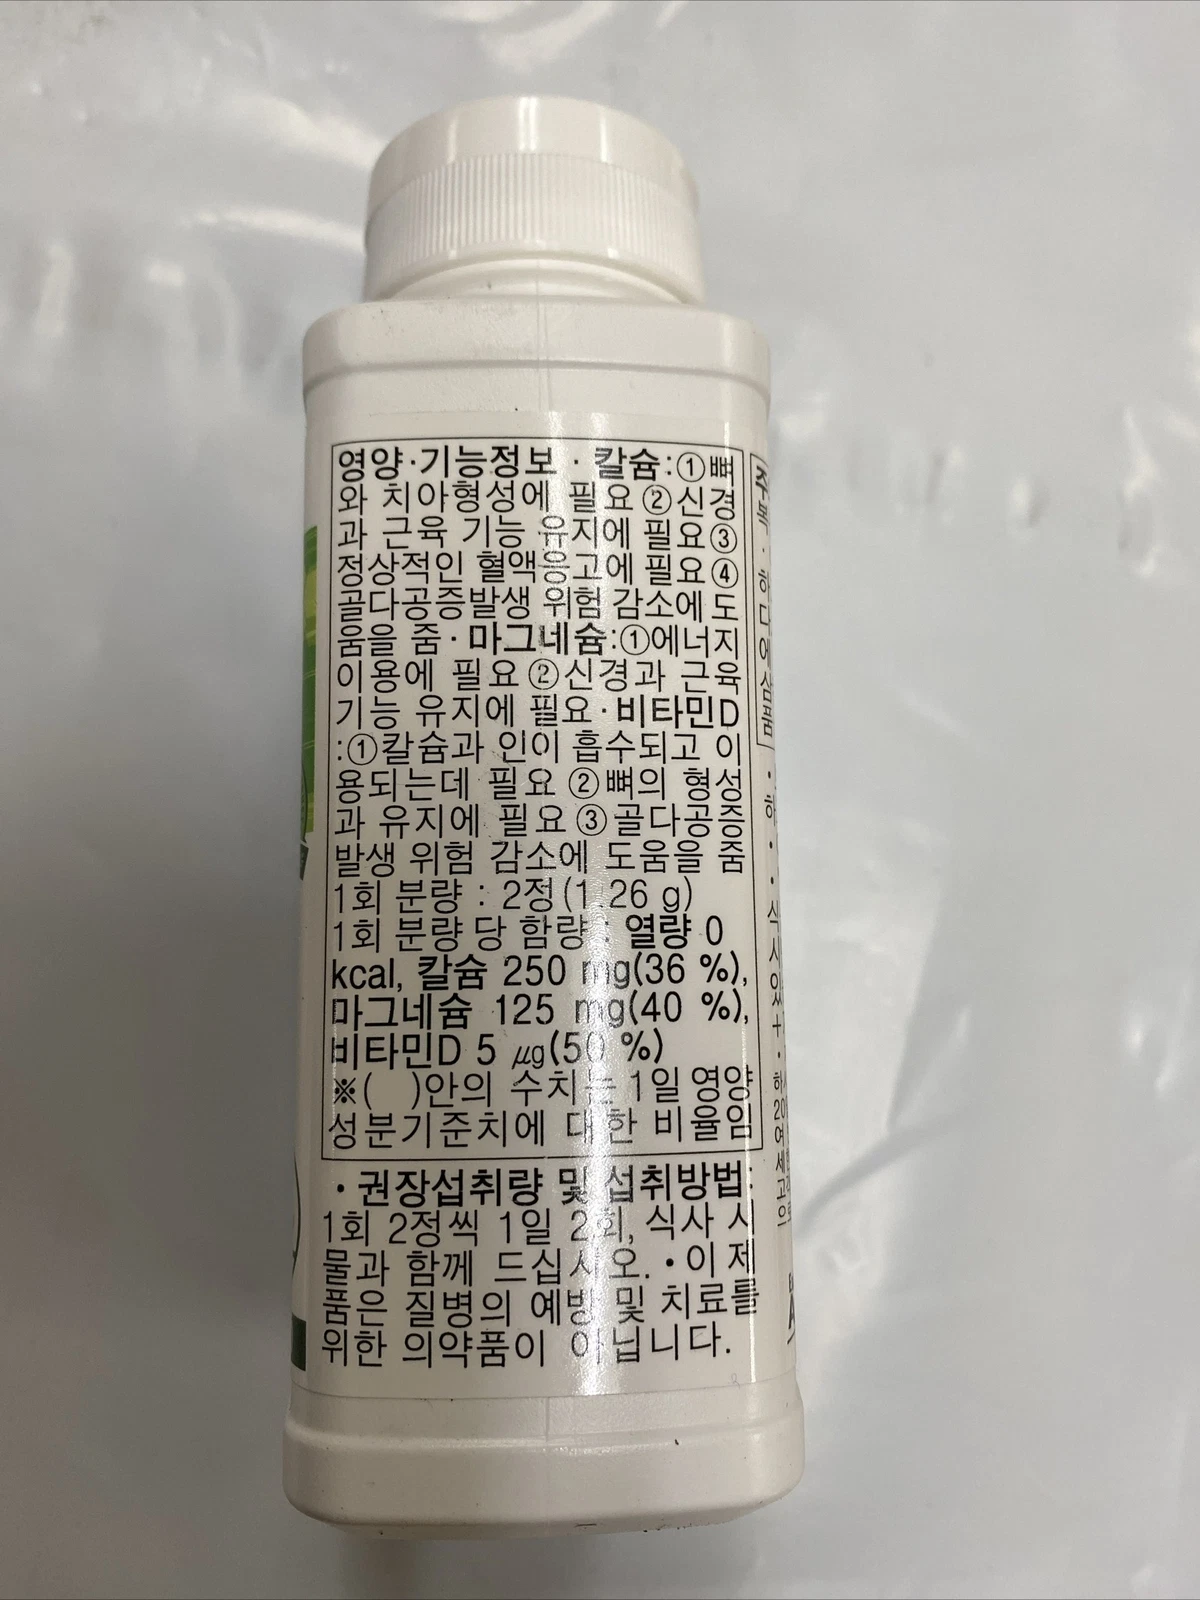 영양·기능정보 · 칼슘:①뼈
와 치아형성에 필요②신경
과 근육 기능 유지에 필요③
정상적인 혈액응고에 필요④
골다공증발생 위험 감소에 도
움을 줌·마그네슘:①에너지
이용에 필요②신경과 근육
기능 유지에 필요·비타민D
:①칼슘과 인이 흡수되고 이
용되는데 필요②뼈의 형성
과 유지에 필요③골다공증
발생 위험 감소에 도움을 줌
1회 분량 : 2정(1.26 g)
1회 분량 당 함량 : 열량 0
kcal, 칼슘 250 mg(36 %),
마그네슘 125 mg(40 %),
비타민D 5 ㎍(50 %)
※( )안의 수치는 1일 영양
성분기준치에 대한 비율임
•권장섭취량 및 섭취방법:
1회 2정씩 1일 2회, 식사 시
물과 함께 드십시오. •이 제
품은 질병의 예방 및 치료를
위한 의약품이 아닙니다.